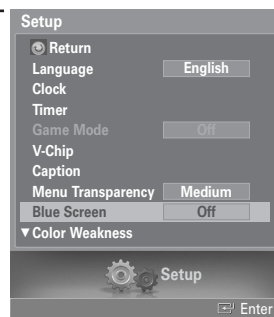 Setup
Return
Language English
Clock
Timer
Game Mode Off
V-Chip
Caption
Menu Transparency Medium
Blue Screen Off
▼ Color Weakness
Setup
Enter